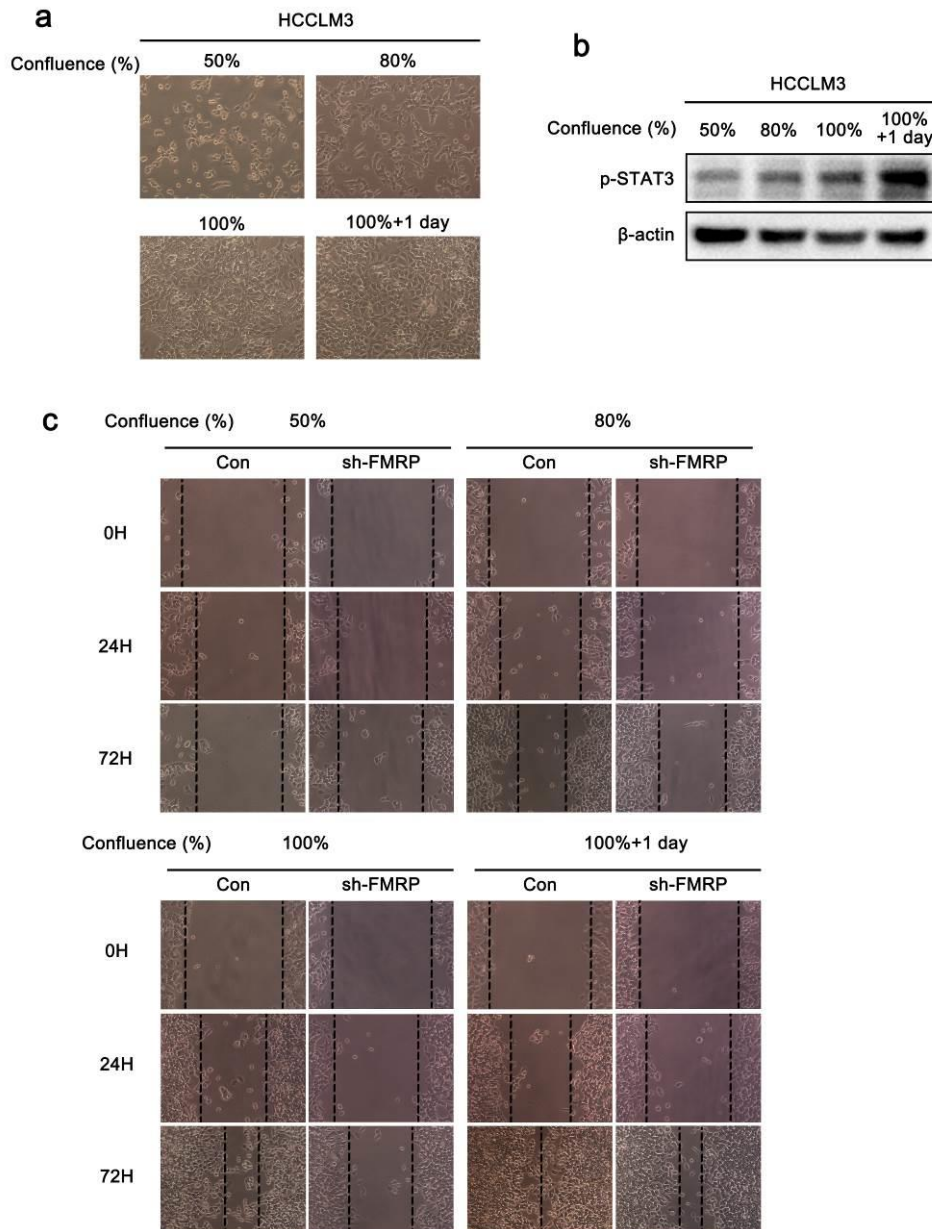 a
HCCLM3
Confluence (%) 50% 80%
100% 100%+1 day
b
HCCLM3
Confluence (%) 50% 80% 100% 100%
+1 day
p-STAT3
β-actin
c
Confluence (%) 50% 80%
Con sh-FMRP Con sh-FMRP
0H
24H
72H
Confluence (%) 100% 100%+1 day
Con sh-FMRP Con sh-FMRP
0H
24H
72H